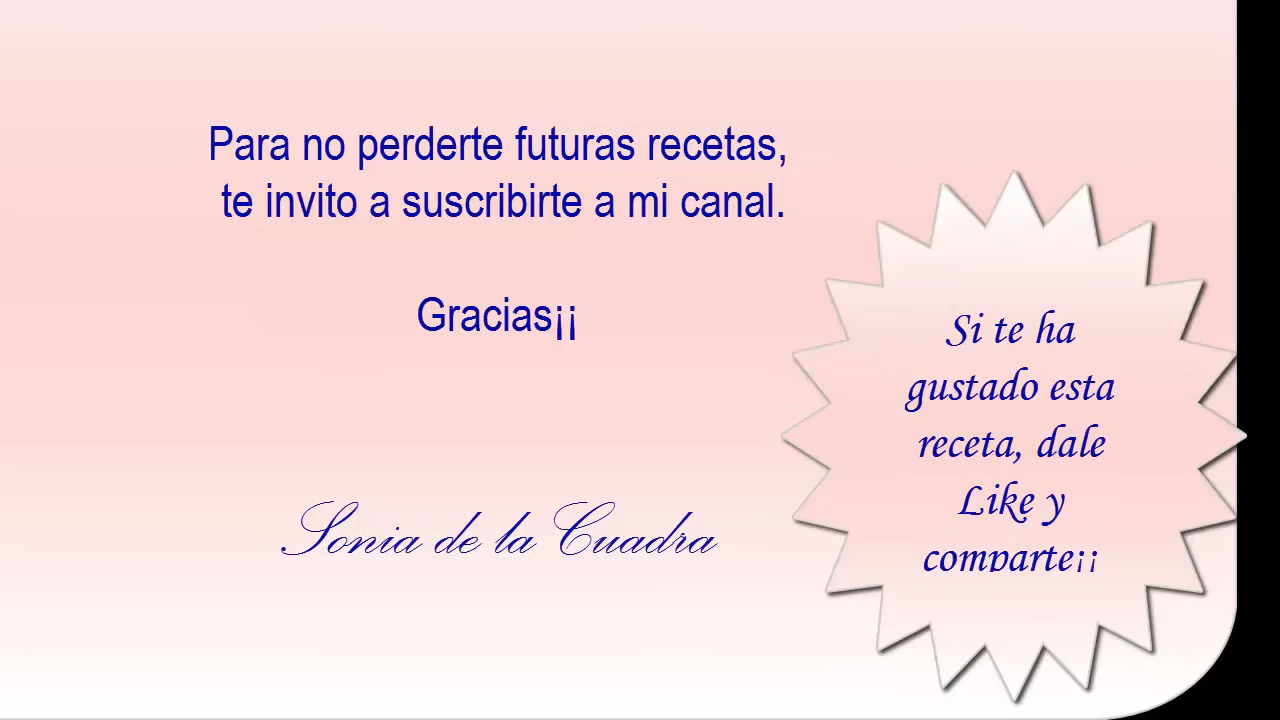 Para no perderte futuras recetas,
te invito a suscribirte a mi canal.
Gracias¡¡
Sonia de la Cuadra
Si te ha
gustado esta
receta, dale
Like y
comparte¡¡